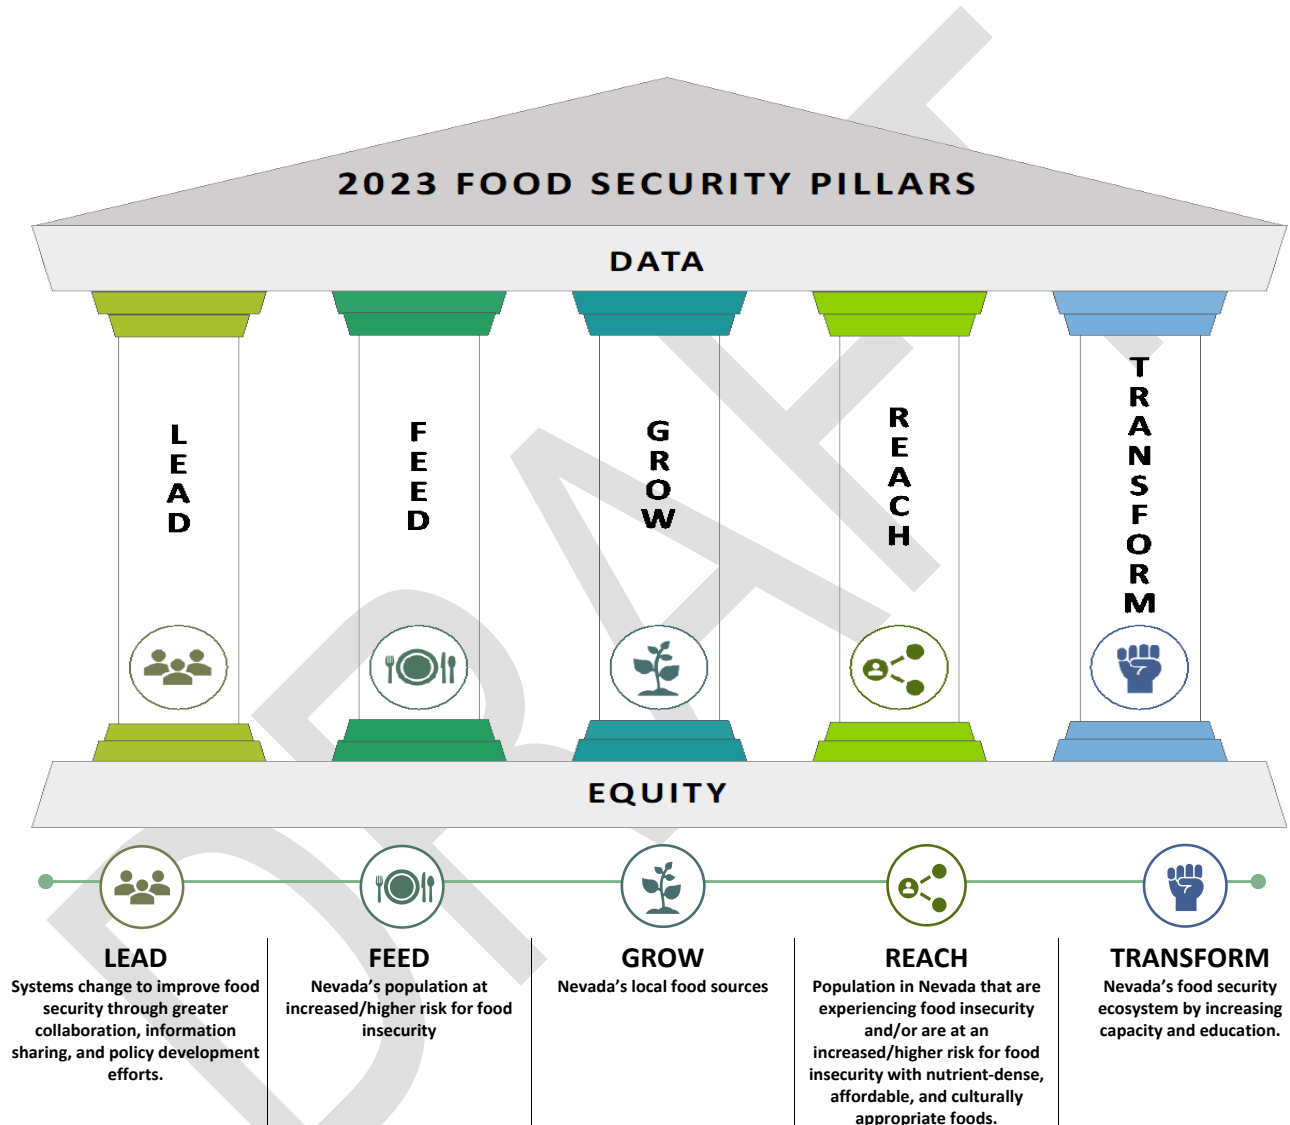 2023 FOOD SECURITY PILLARS
DATA
LEAD
FEED
GROW
REACH
TRANSFORM
DRAFT
EQUITY
LEAD
Systems change to improve food
security through greater
collaboration, information
sharing, and policy development
efforts.
FEED
Nevada's population at
increased/higher risk for food
insecurity
GROW
Nevada's local food sources
REACH
Population in Nevada that are
experiencing food insecurity
and/or are at an
increased/higher risk for food
insecurity with nutrient-dense,
affordable, and culturally
appropriate foods.
TRANSFORM
Nevada's food security
ecosystem by increasing
capacity and education.